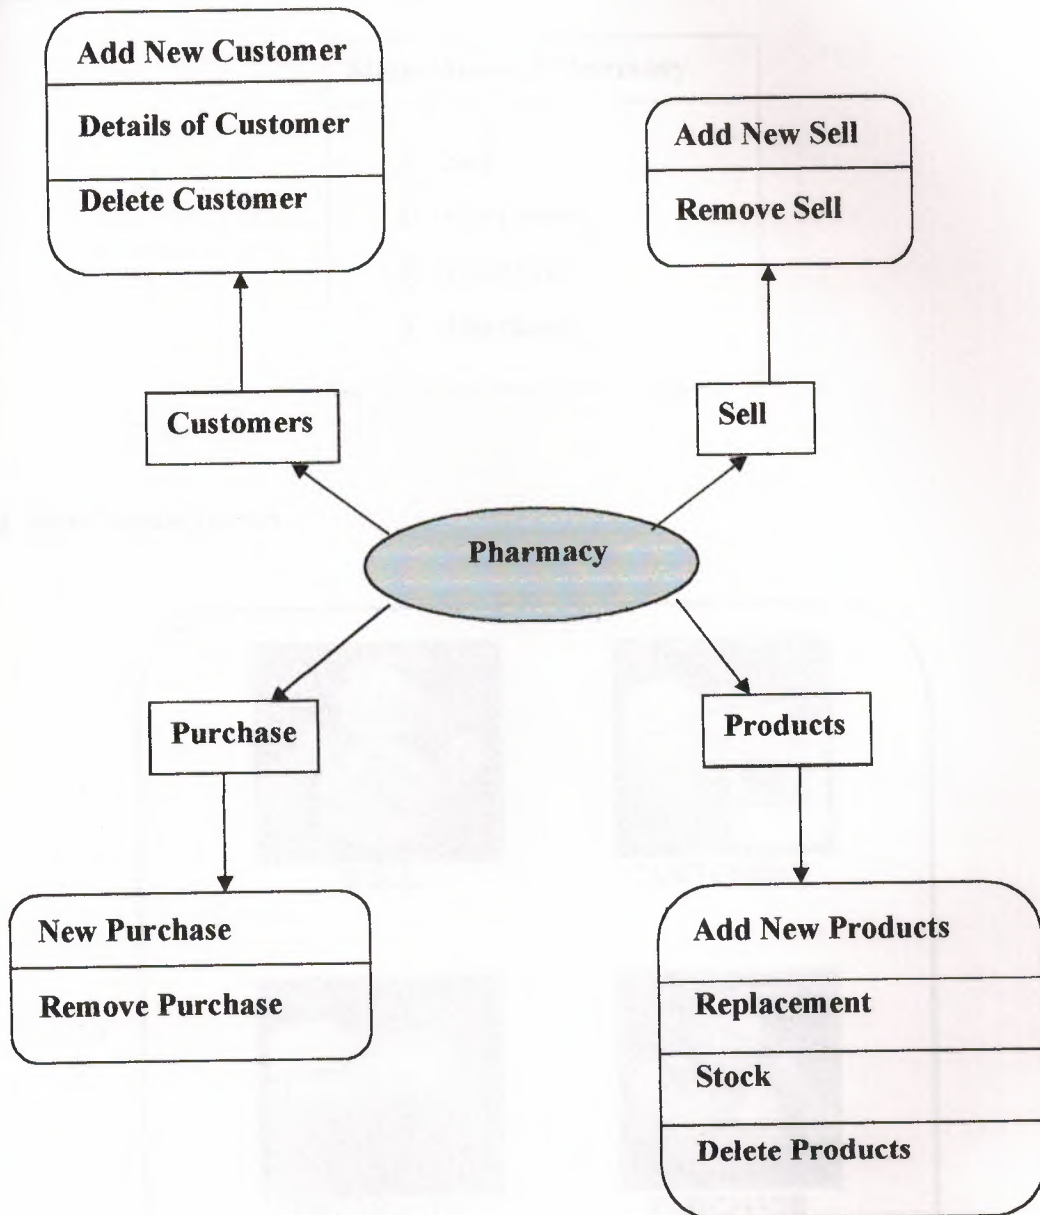 Add New Customer
Details of Customer
Delete Customer
Add New Sell
Remove Sell
Customers
Sell
Pharmacy
Purchase
Products
New Purchase
Remove Purchase
Add New Products
Replacement
Stock
Delete Products